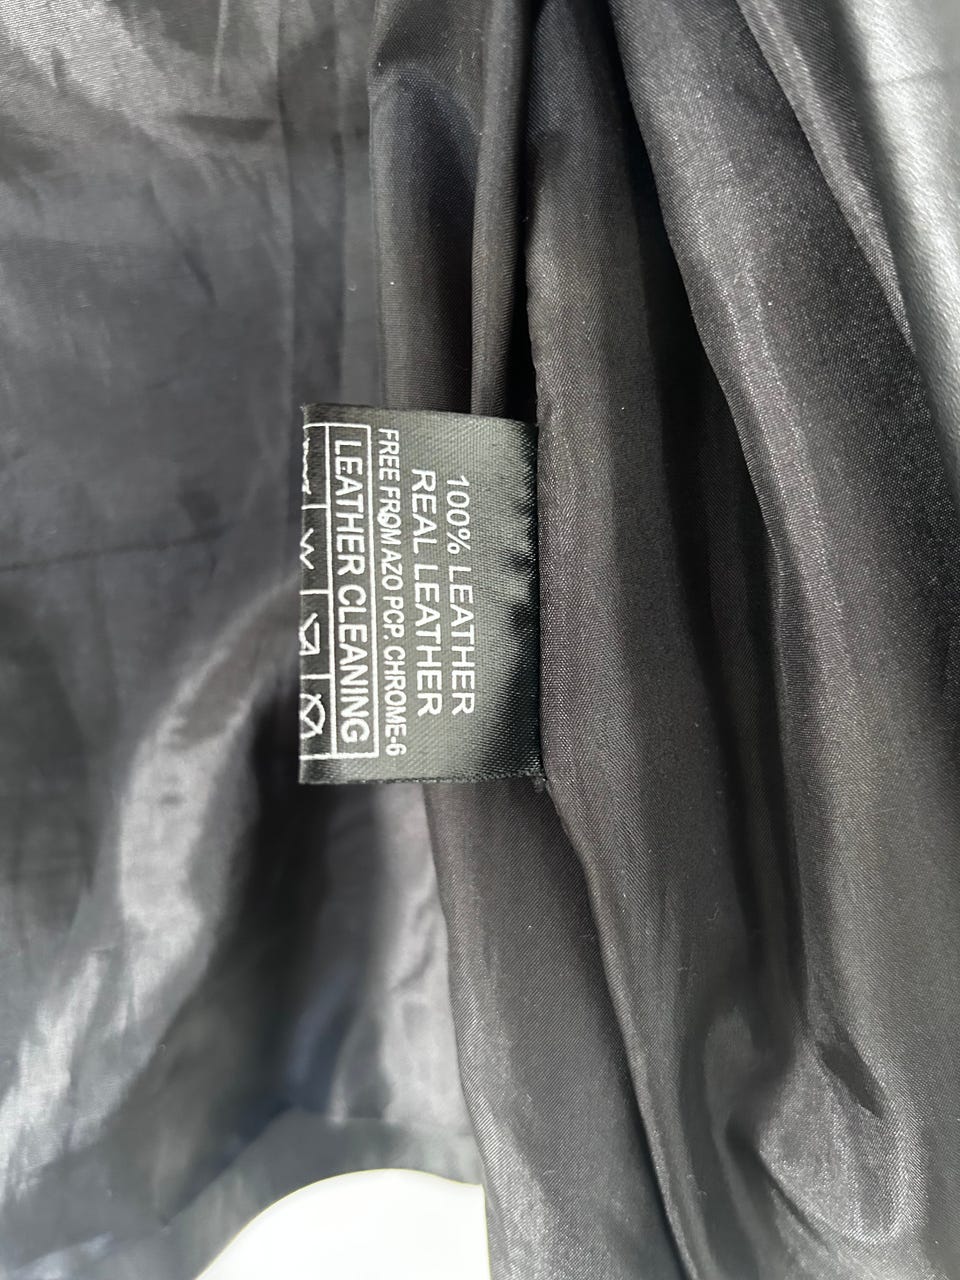 100% LEATHER
REAL LEATHER
FREE FROM AZO PCP. CHROME-6
LEATHER CLEANING